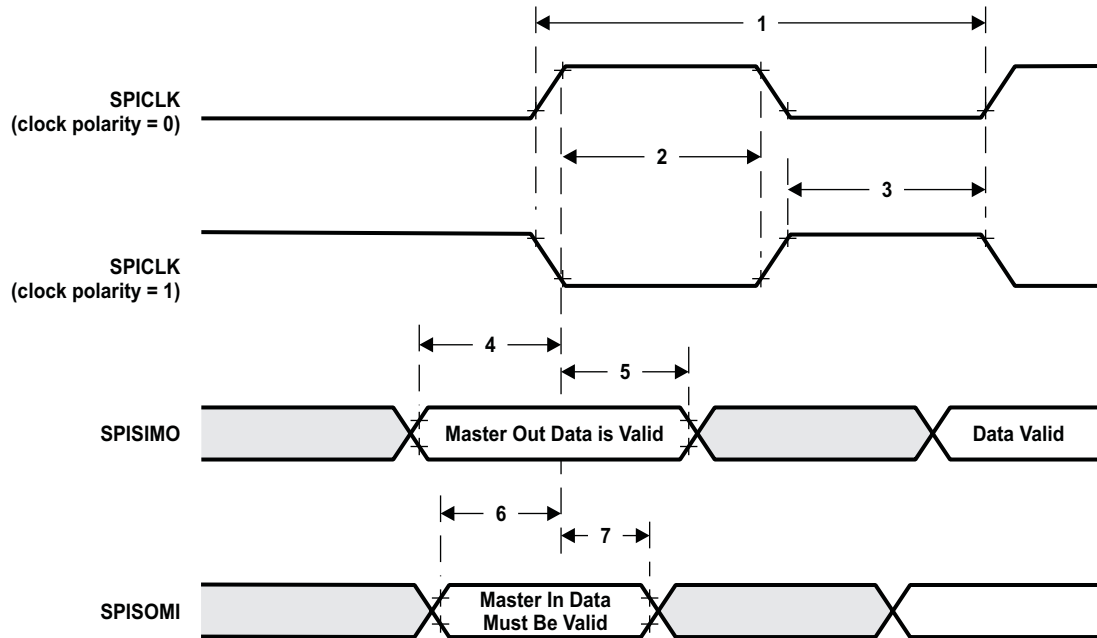 1
SPICLK
(clock polarity = 0)
2
3
SPICLK
(clock polarity = 1)
4
5
SPISIMO
Master Out Data is Valid
Data Valid
6
7
SPISOMI
Master In Data
Must Be Valid